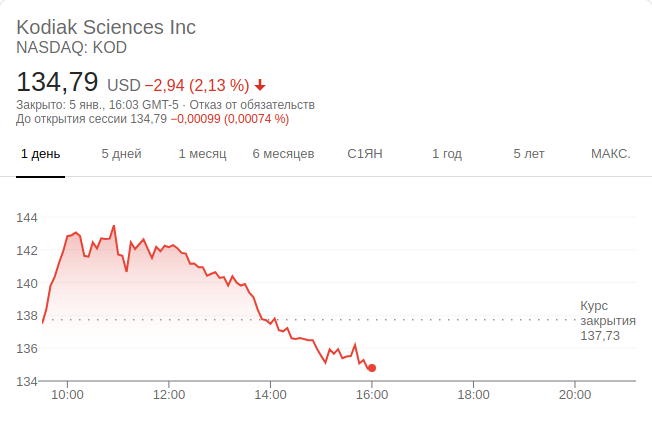 Kodiak Sciences Inc
NASDAQ: KOD
134,79 USD −2,94 (2,13 %)
Закрыто: 5 янв., 16:03 GMT-5 · Отказ от обязательств
До открытия сессии 134,79 −0,00099 (0,00074 %)
1 день 5 дней 1 месяц 6 месяцев С1ЯН 1 год 5 лет МАКС.
144
142
140
138
136
134
Курс
закрытия
137,73
10:00 12:00 14:00 16:00 18:00 20:00